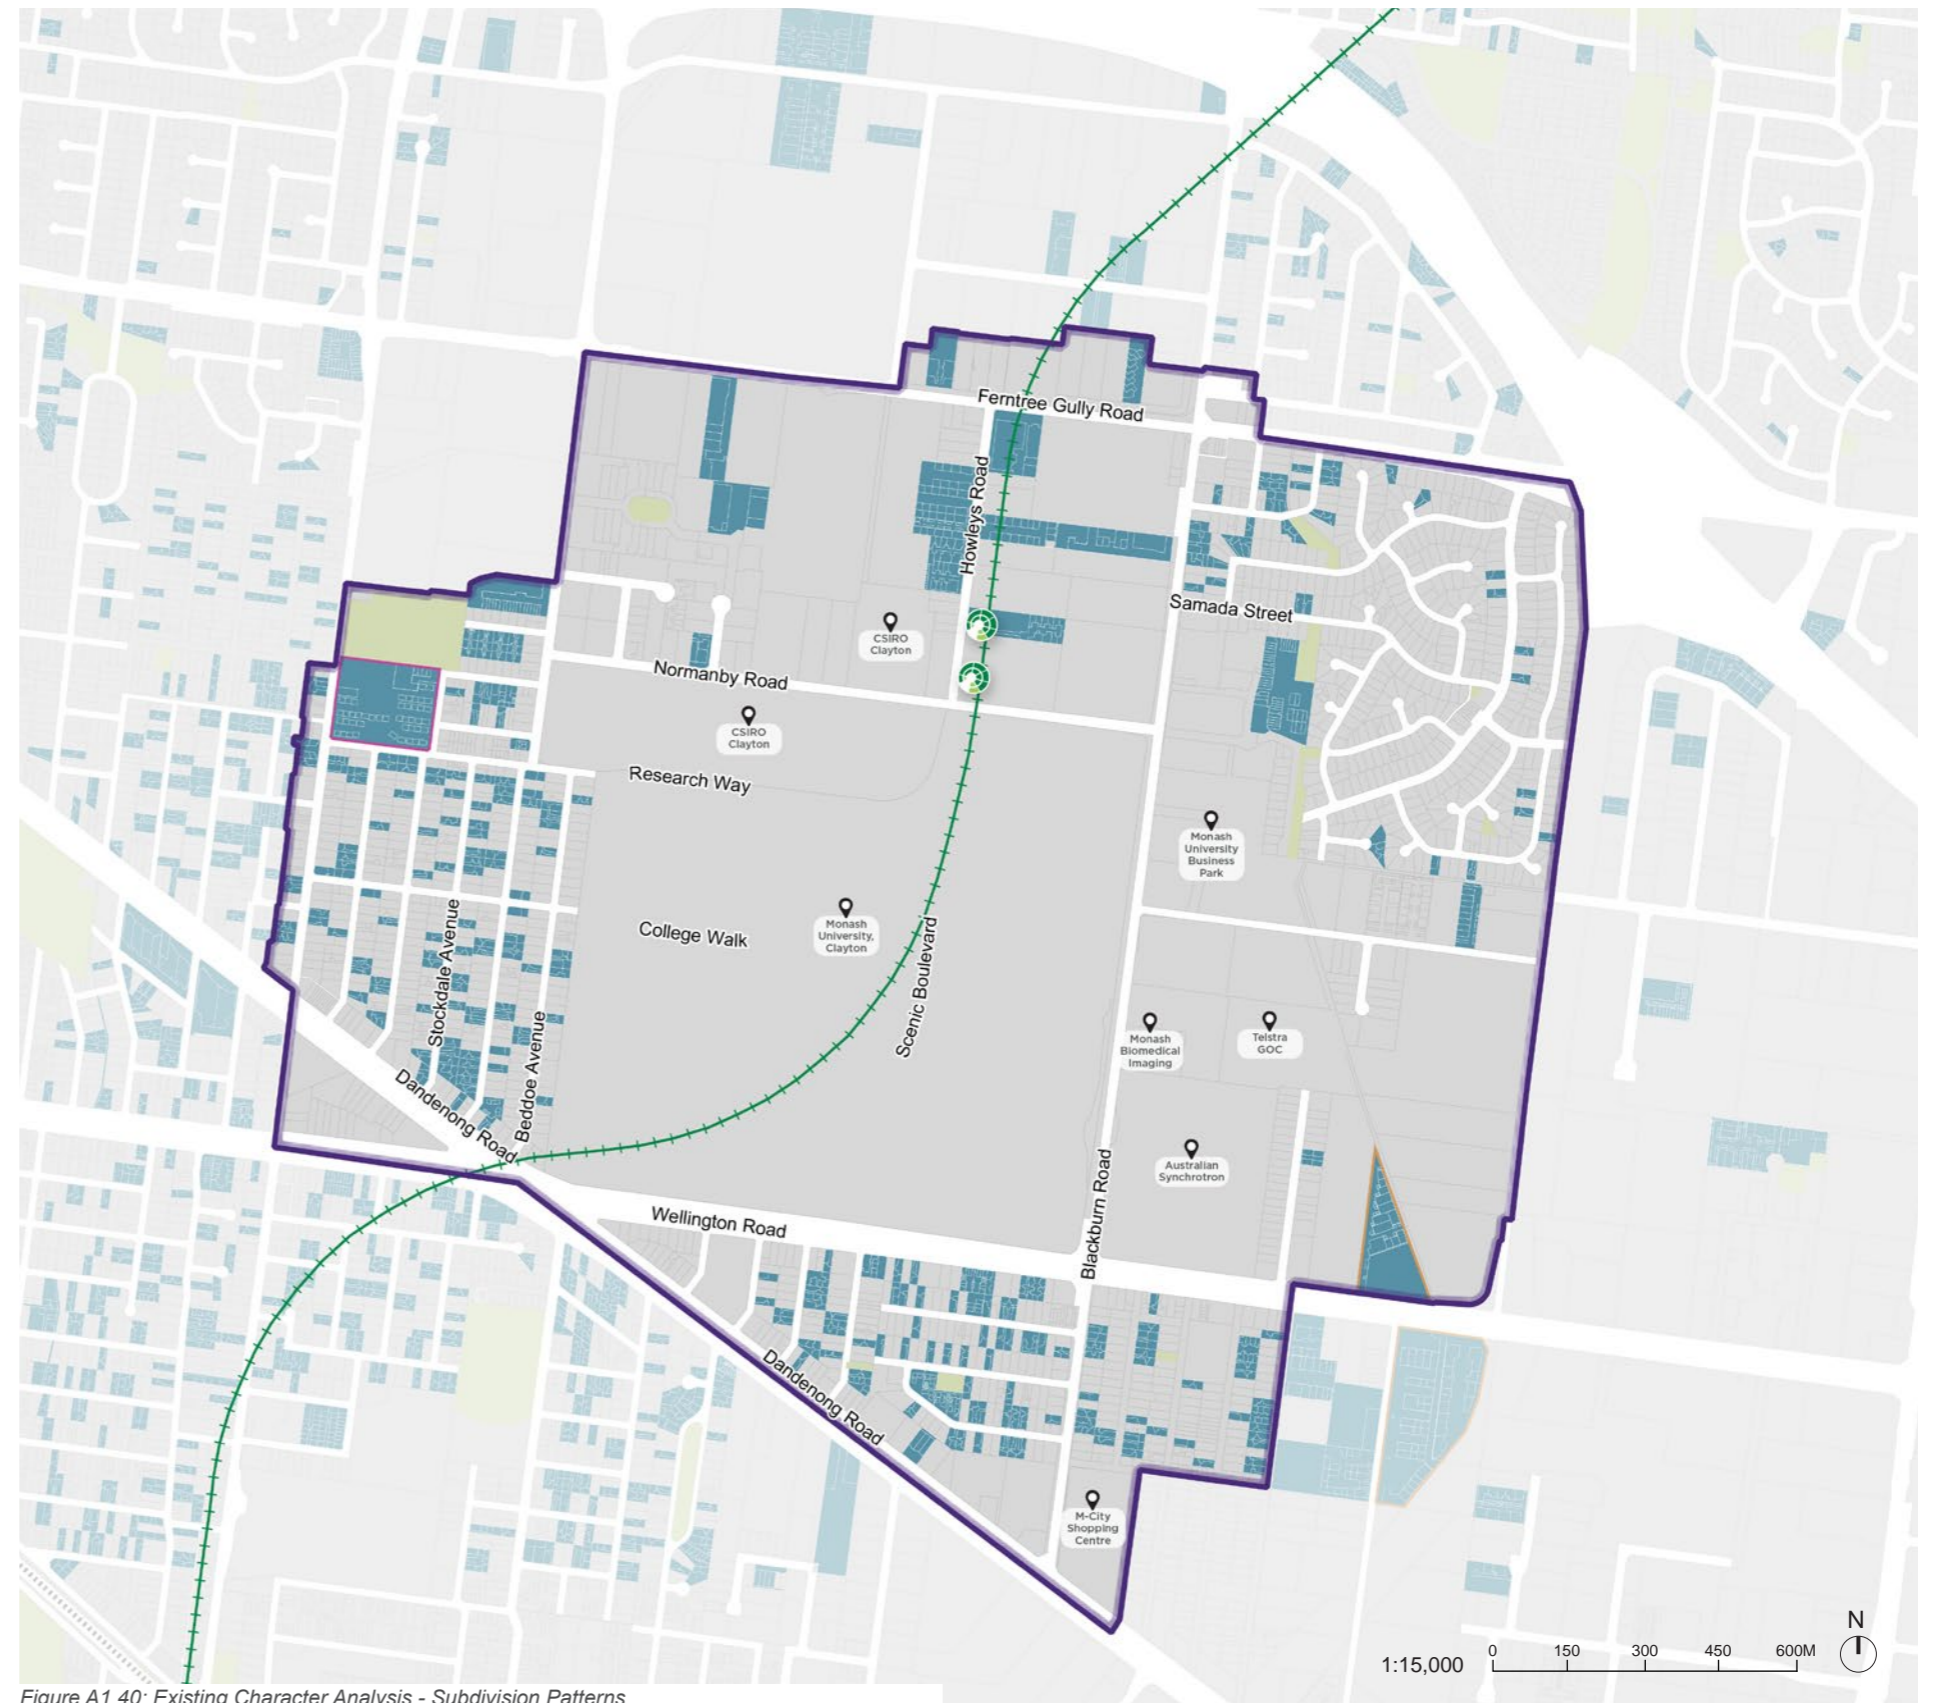 Ferntree Gully Road
Howleys Road
Samada Street
CSIRO
Clayton
Normanby Road
CSIRO
Clayton
Research Way
Monash
University
Business
Park
Stockdale Avenue
College Walk
Monash
University,
Clayton
Scenic Boulevard
Beddoe Avenue
Monash
Biomedical
Imaging
Telstra
GOC
Dandenong Road
Australian
Synchrotron
Blackburn Road
Wellington Road
Dandenong Road
M-City
Shopping
Centre
N
1:15,000
0 150 300 450 600M
Figure A1.40: Existing Character Analysis - Subdivision Patterns